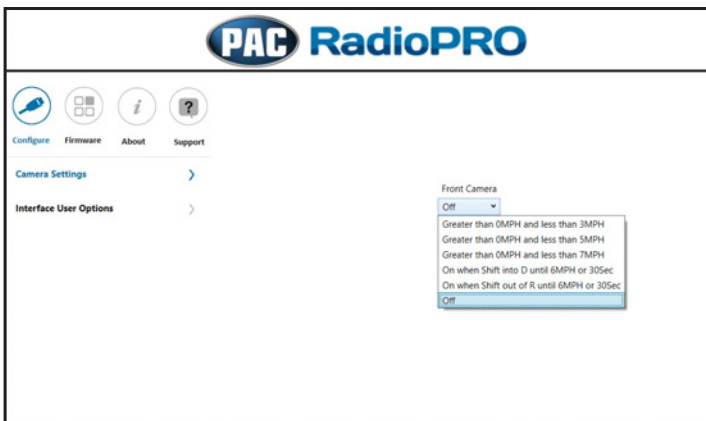 PAC RadioPRO
i
?
Configure Firmware About Support
Camera Settings
Interface User Options
Front Camera
Off
Greater than 0MPH and less than 3MPH
Greater than 0MPH and less than 5MPH
Greater than 0MPH and less than 7MPH
On when Shift into D until 6MPH or 30Sec
On when Shift out of R until 6MPH or 30Sec
Off